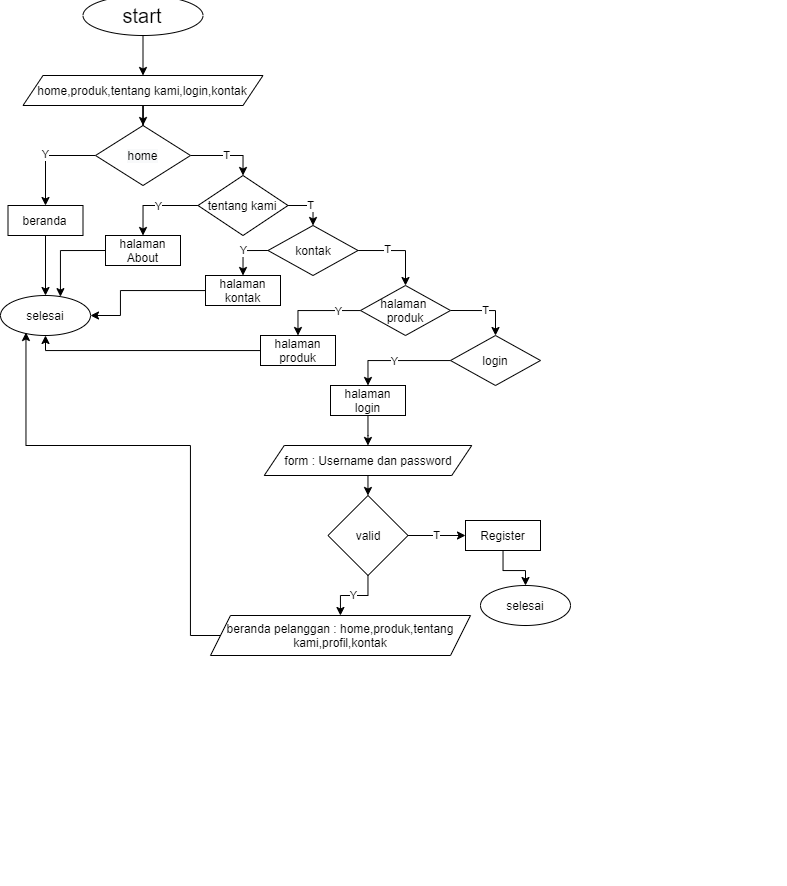 start
home,produk,tentang kami,login,kontak
home
Y
T
tentang kami
beranda
Y
T
halaman
About
kontak
Y
T
halaman
kontak
selesai
halaman
produk
Y
T
halaman
produk
login
Y
halaman
login
form : Username dan password
valid
T
Register
Y
selesai
beranda pelanggan : home,produk,tentang
kami,profil,kontak